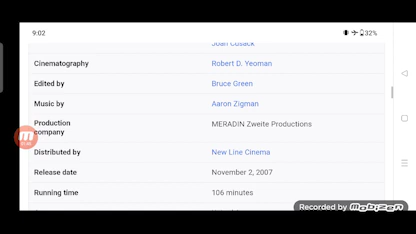 9:02
32%
Joan Cusack
Cinematography Robert D. Yeoman
Edited by Bruce Green
Music by Aaron Zigman
Production MERADIN Zweite Productions
company
Distributed by New Line Cinema
Release date November 2, 2007
Running time 106 minutes
Recorded by Mobizen